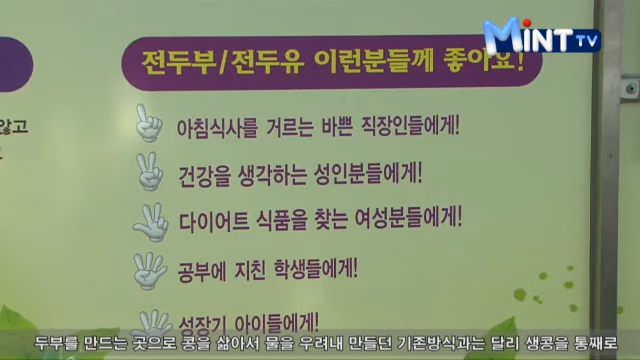 MINT TV
전두부/전두유 이런분들께 좋아요!
않고
아침식사를 거르는 바쁜 직장인들에게!
건강을 생각하는 성인분들에게!
다이어트 식품을 찾는 여성분들에게!
공부에 지친 학생들에게!
성장기 아이들에게!
두부를 만드는 곳으로 콩을 삶아서 물을 우려내 만들던 기존방식과는 달리 생콩을 통째로